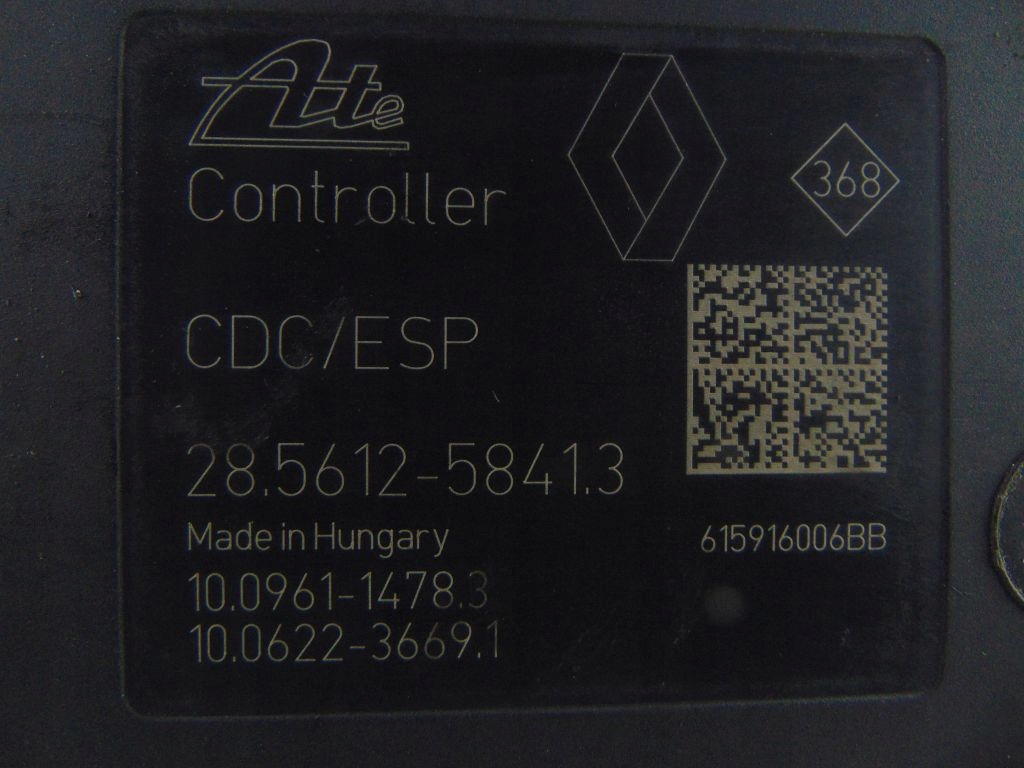 Ate
368
Controller
CDC/ESP
28.5612-5841.3
Made in Hungary
615916006BB
10.0961-1478.3
10.0622-3669.1